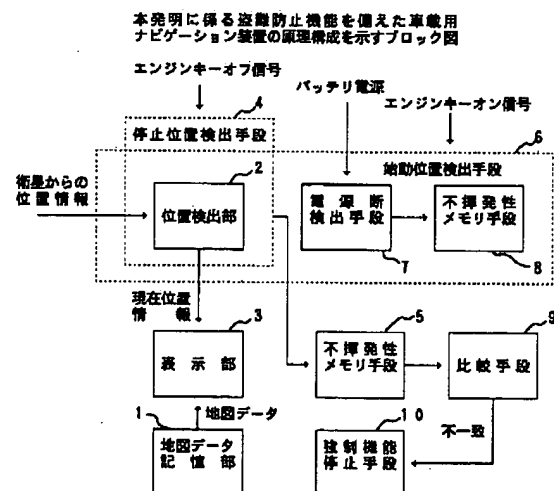 本発明に係る盗難防止機能を備えた車載用
ナビゲーション装置の原理構成を示すブロック図
エンジンキーオフ信号
バッテリ電源
エンジンキーオン信号
4
6
停止位置検出手段
始動位置検出手段
衛星からの
位置情報
2
位置検出部
電源断
検出手段
7
不揮発性
メモリ手段
8
現在位置
情報
3
表示部
5
不揮発性
メモリ手段
9
比較手段
1
地図データ
地図データ
記憶部
10
強制機能
停止手段
不一致